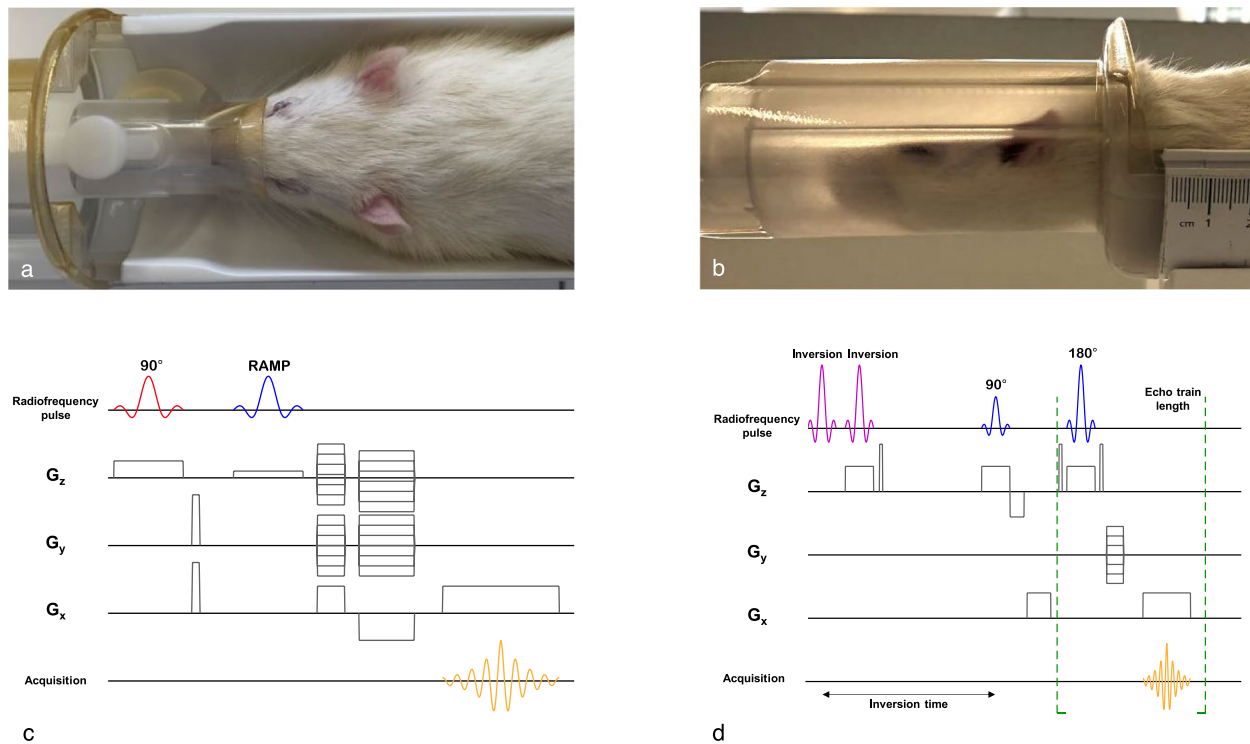 a
b
cm 1 2
90°
RAMP
Radiofrequency
pulse
Gz
Gy
Gx
Acquisition
c
Inversion Inversion
90°
180°
Echo train
length
Radiofrequency
pulse
Gz
Gy
Gx
Acquisition
Inversion time
d